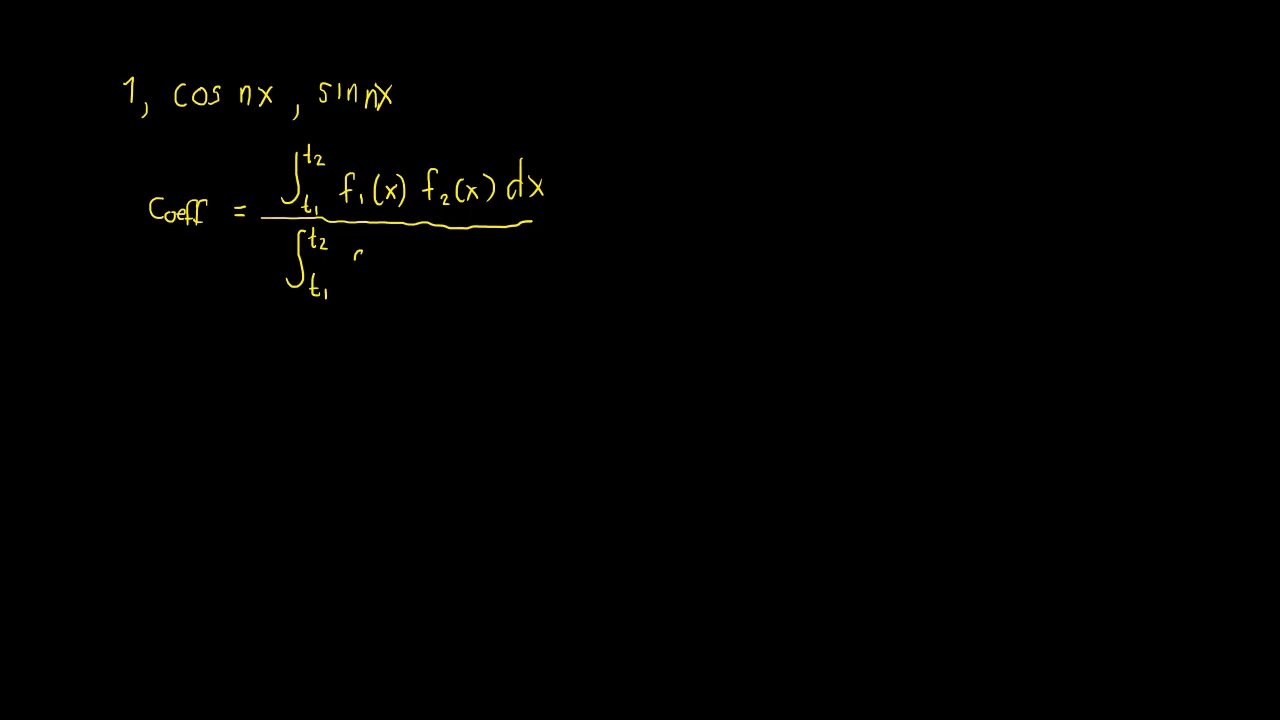 1, cos nx, sin nx
Coeff = ∫_{t₁}^{t₂} f₁(x) f₂(x) dx
∫_{t₁}^{t₂}